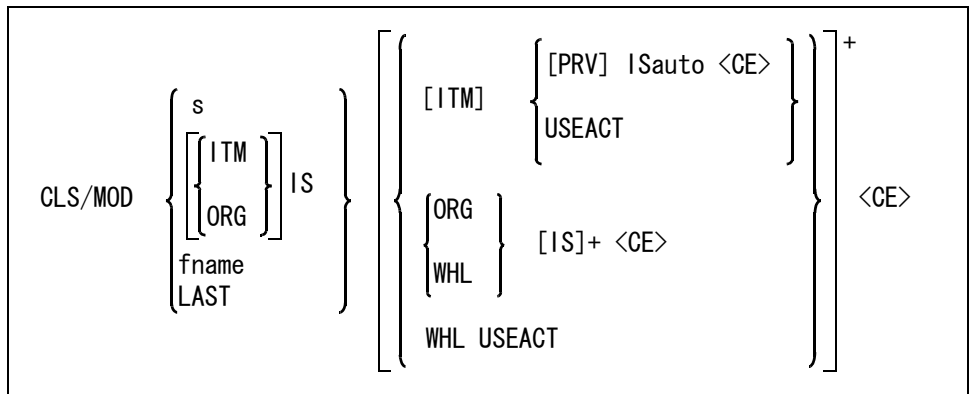 +
[PRV] ISauto <CE>
[ITM]
s
USEACT
ITM
CLS/MOD
IS
ORG
<CE>
ORG
[IS]+ <CE>
fname
WHL
LAST
WHL USEACT